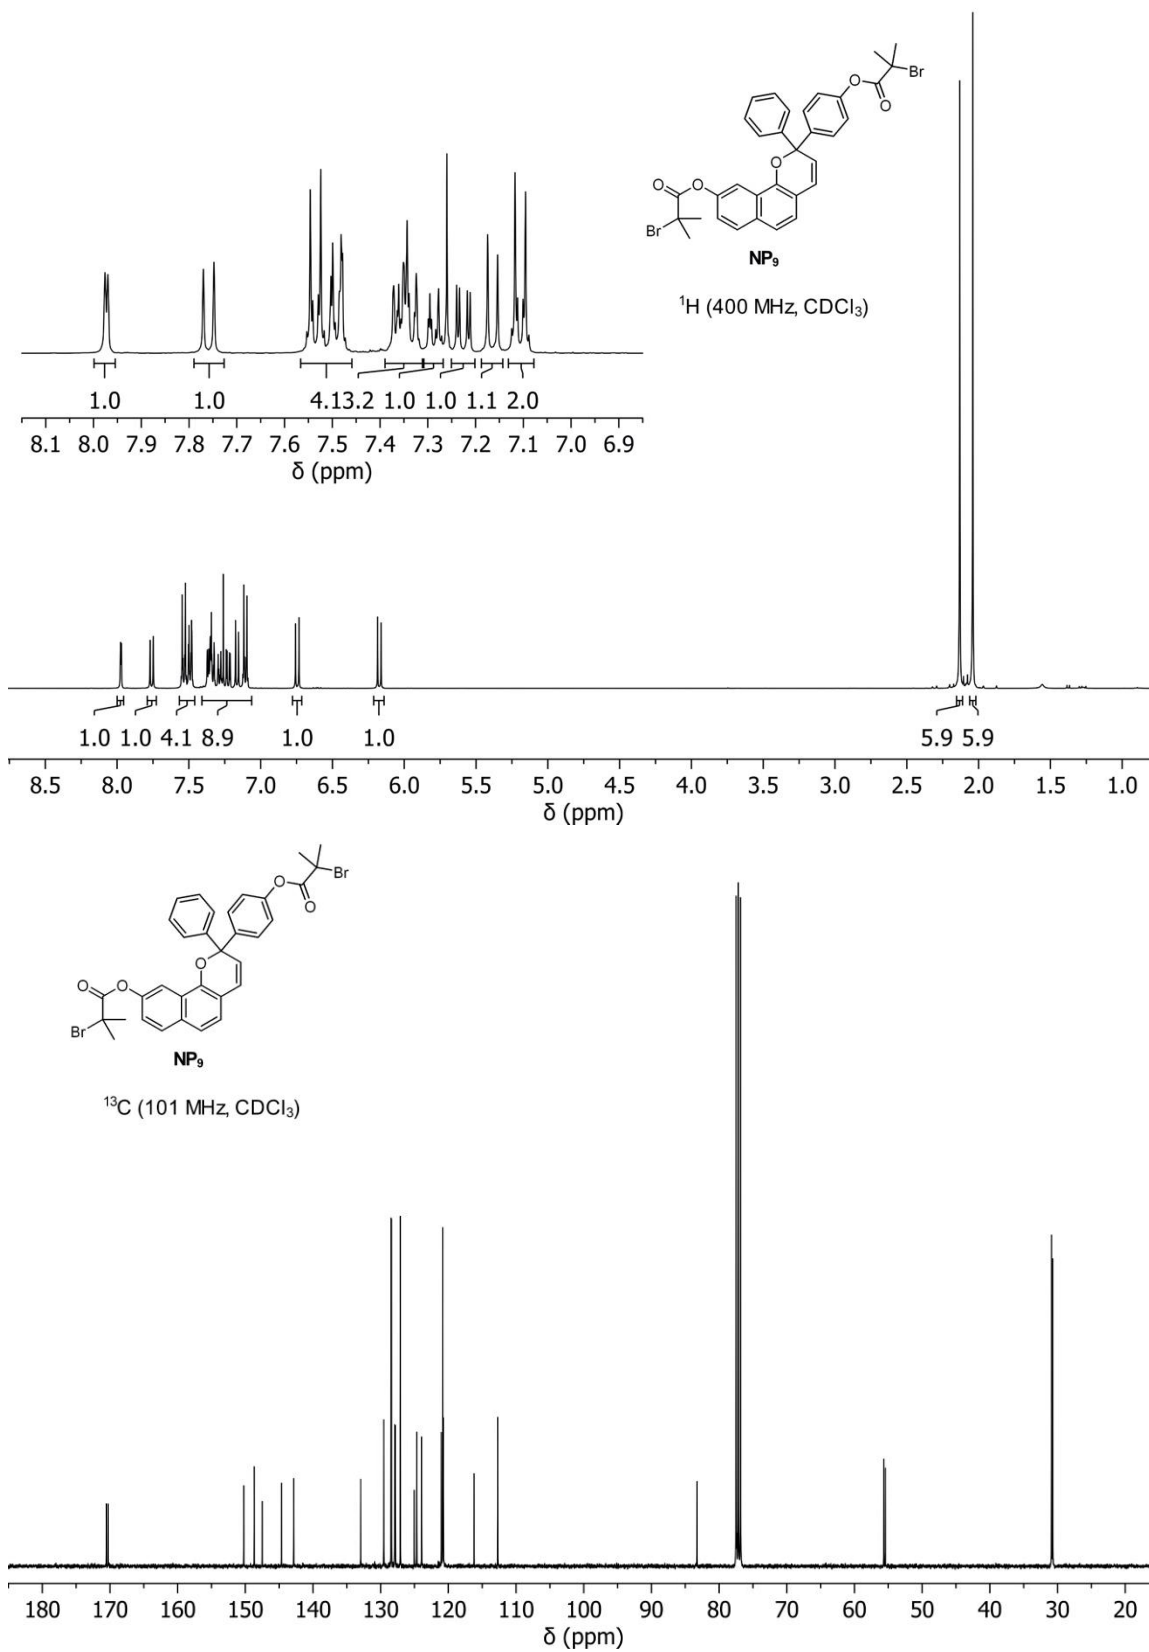 O
Br
O
O
O
O
Br
NP₉
¹H (400 MHz, CDCl₃)
1.0 1.0 4.13.2 1.0 1.0 1.1 2.0
8.1 8.0 7.9 7.8 7.7 7.6 7.5 7.4 7.3 7.2 7.1 7.0 6.9
δ (ppm)
1.0 1.0 4.1 8.9 1.0 1.0 5.9 5.9
8.5 8.0 7.5 7.0 6.5 6.0 5.5 5.0 4.5 4.0 3.5 3.0 2.5 2.0 1.5 1.0
δ (ppm)
O
Br
O
O
O
O
Br
NP₉
¹³C (101 MHz, CDCl₃)
180 170 160 150 140 130 120 110 100 90 80 70 60 50 40 30 20
δ (ppm)